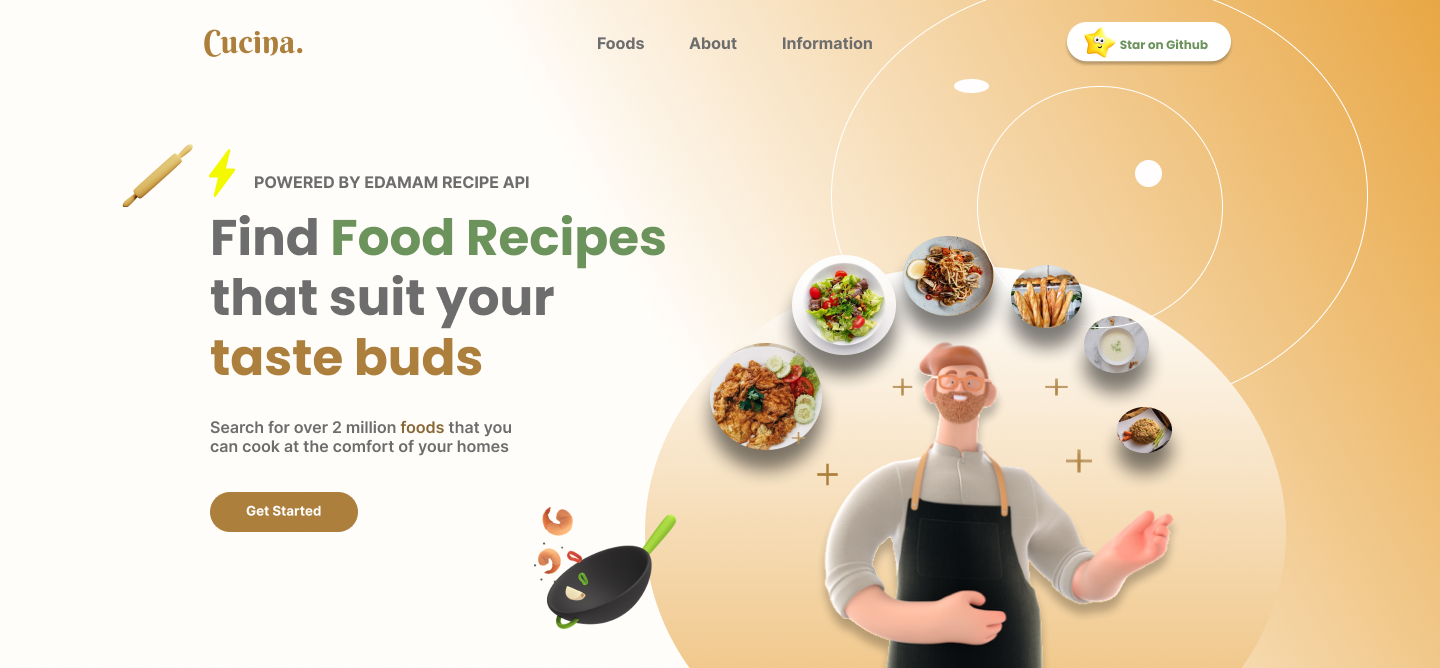 Cucina.
Foods
About
Information
Star on Github
POWERED BY EDAMAM RECIPE API
Find Food Recipes
that suit your
taste buds
Search for over 2 million foods that you
can cook at the comfort of your homes
Get Started